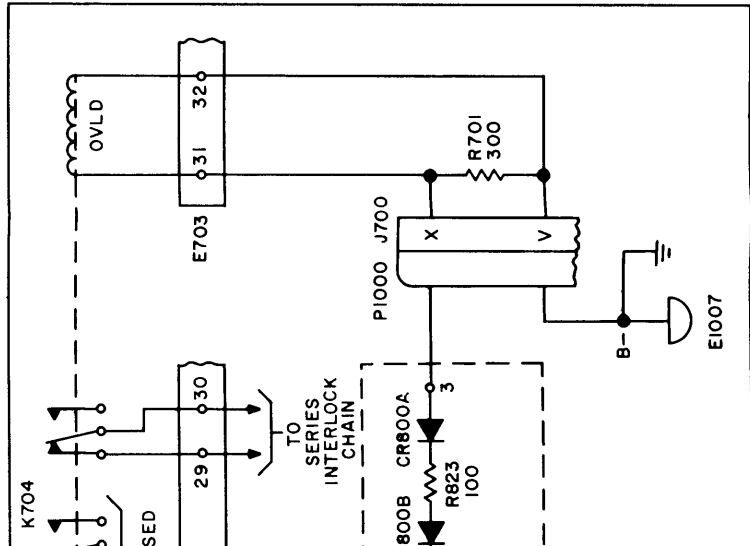 OVLD
32
31
E703
R701
300
J700
X
V
P1000
B-
E1007
K704
30
29
TO
SERIES
INTERLOCK
CHAIN
3
CR800A
R823
100
800B
SED